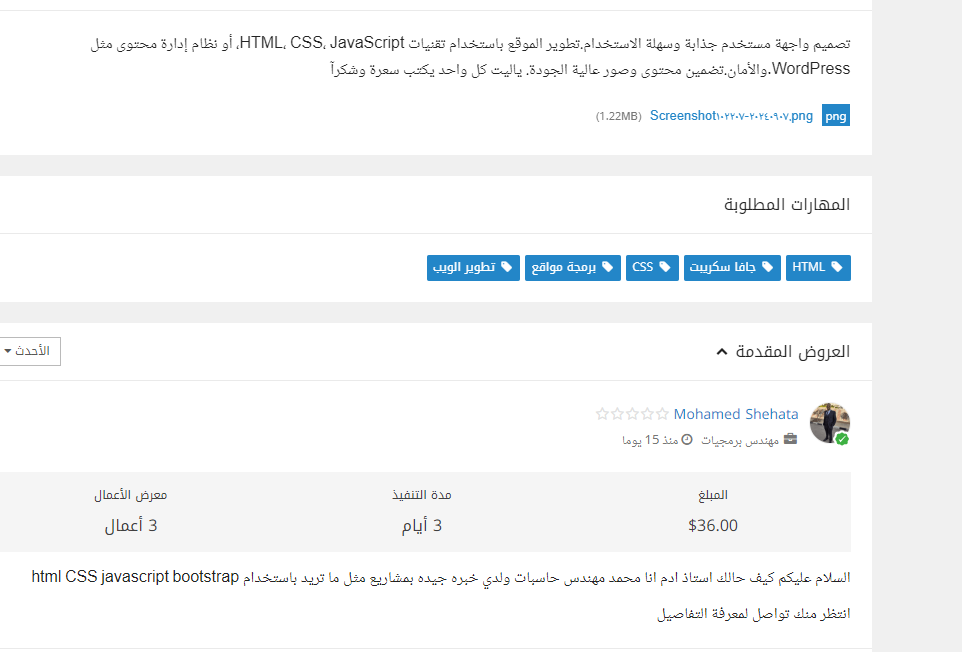 تصميم واجهة مستخدم جذابة وسهلة الاستخدام.تطوير الموقع باستخدام تقنيات HTML، CSS، JavaScript، أو نظام إدارة محتوى مثل
WordPress.والأمان.تضمين محتوى وصور عالية الجودة. ياليت كل واحد يكتب سعرة وشكرآ
png Screenshot٢٠٢٤٠٩٠٧-١٠٢٢٠٧.png (1.22MB)
المهارات المطلوبة
HTML جافا سكريبت CSS برمجة مواقع تطوير الويب
العروض المقدمة الأحدث
Mohamed Shehata
مهندس برمجيات منذ 15 يوما
المبلغ مدة التنفيذ معرض الأعمال
$36.00 3 أيام 3 أعمال
السلام عليكم كيف حالك استاذ ادم انا محمد مهندس حاسبات ولدي خبره جيده بمشاريع مثل ما تريد باستخدام html CSS javascript bootstrap
انتظر منك تواصل لمعرفة التفاصيل